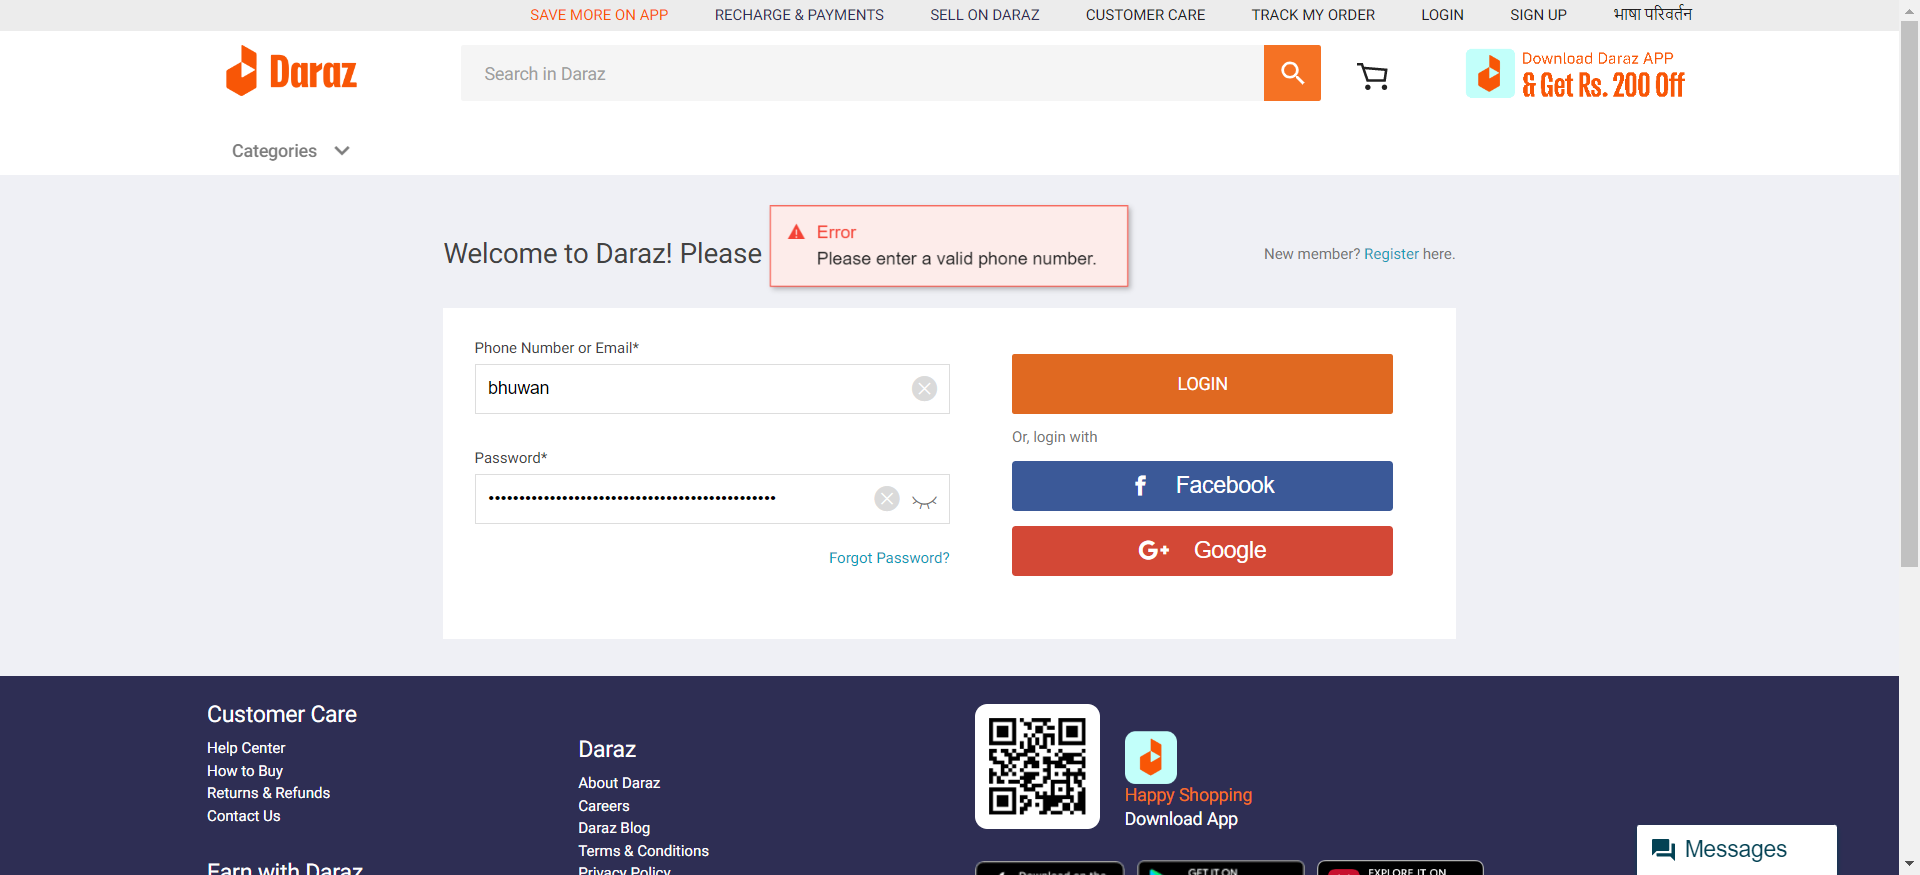 SAVE MORE ON APP
RECHARGE & PAYMENTS
SELL ON DARAZ
CUSTOMER CARE
TRACK MY ORDER
LOGIN
SIGN UP
भाषा परिवर्तन
Daraz
Search in Daraz
Download Daraz APP
& Get Rs. 200 Off
Categories
Welcome to Daraz! Please
Error
Please enter a valid phone number.
New member? Register here.
Phone Number or Email*
bhuwan
Password*
Forgot Password?
LOGIN
Or, login with
Facebook
G+ Google
Customer Care
Help Center
How to Buy
Returns & Refunds
Contact Us
Earn with Daraz
Daraz
About Daraz
Careers
Daraz Blog
Terms & Conditions
Privacy Policy
Happy Shopping
Download App
Download on the
GET IT ON
EXPLORE IT ON
Messages